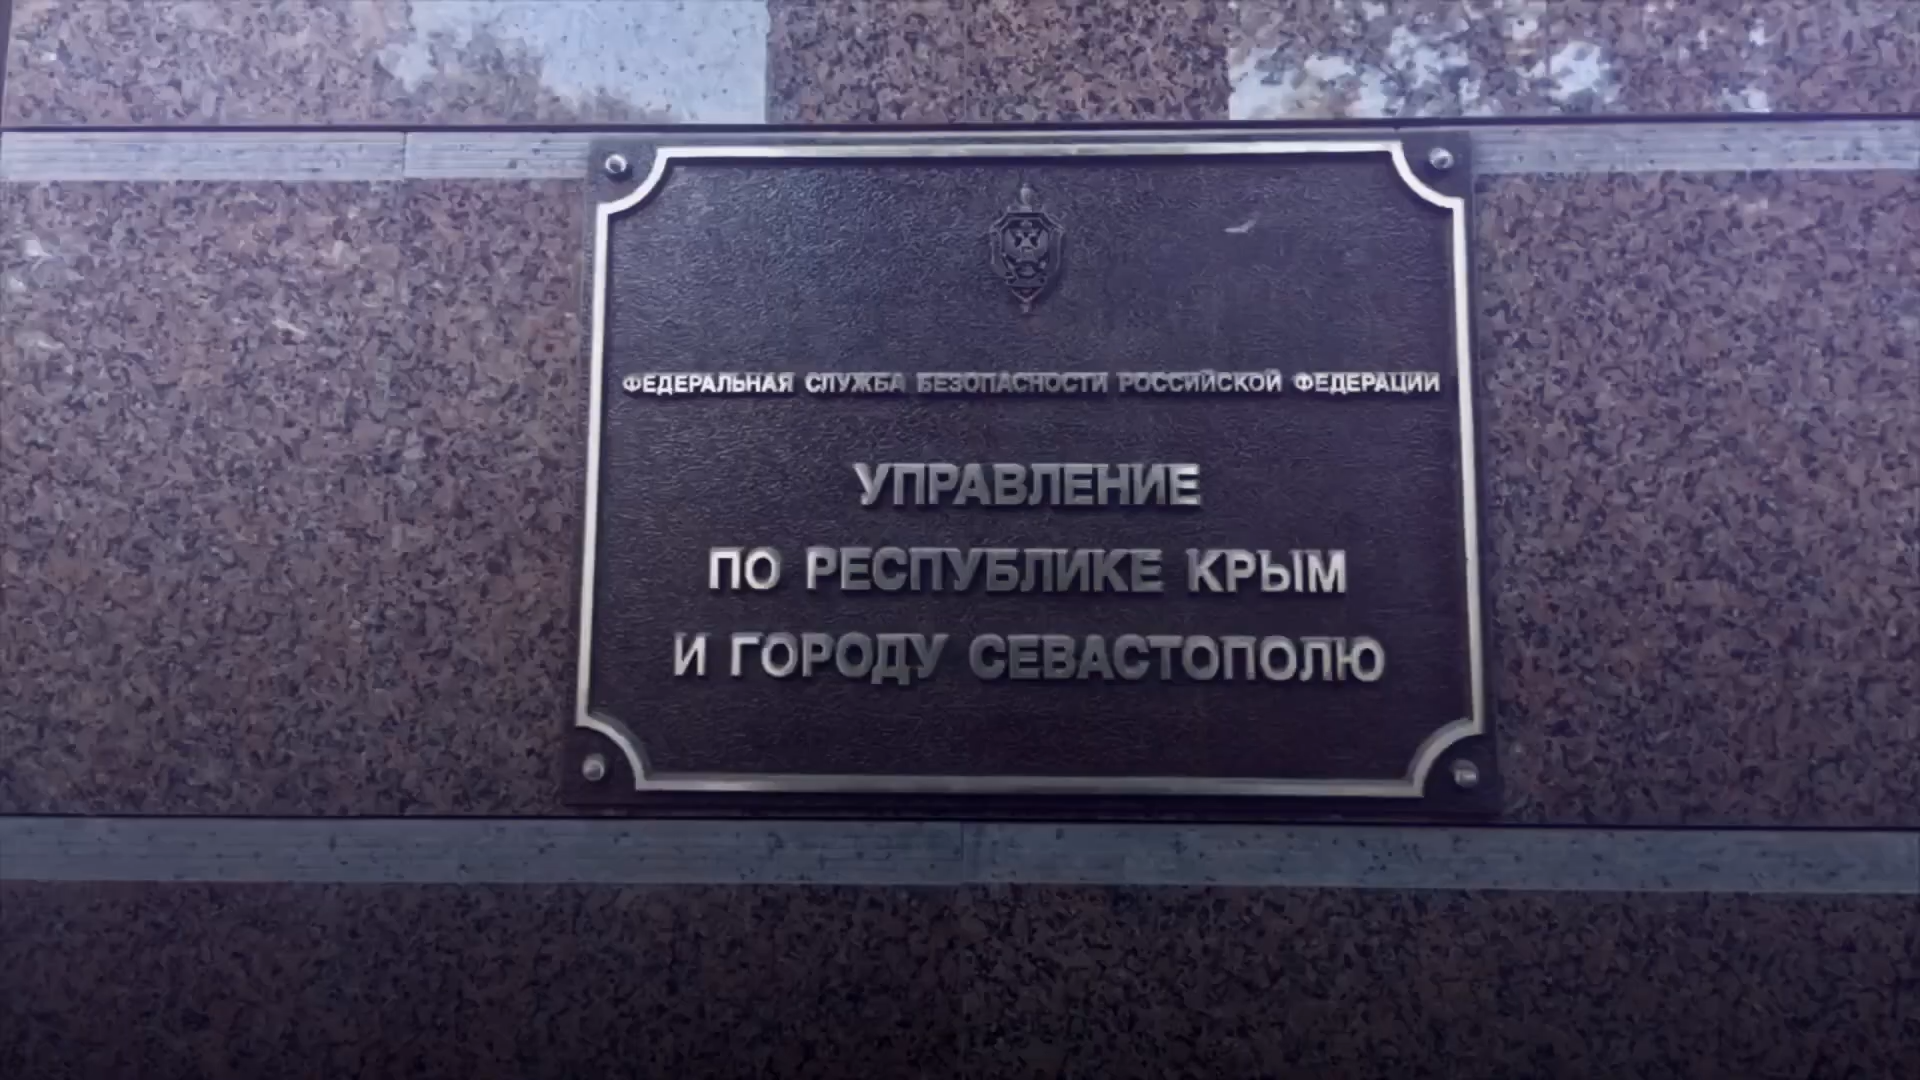 ФЕДЕРАЛЬНАЯ СЛУЖБА БЕЗОПАСНОСТИ РОССИЙСКОЙ ФЕДЕРАЦИИ
УПРАВЛЕНИЕ
ПО РЕСПУБЛИКЕ КРЫМ
И ГОРОДУ СЕВАСТОПОЛЮ